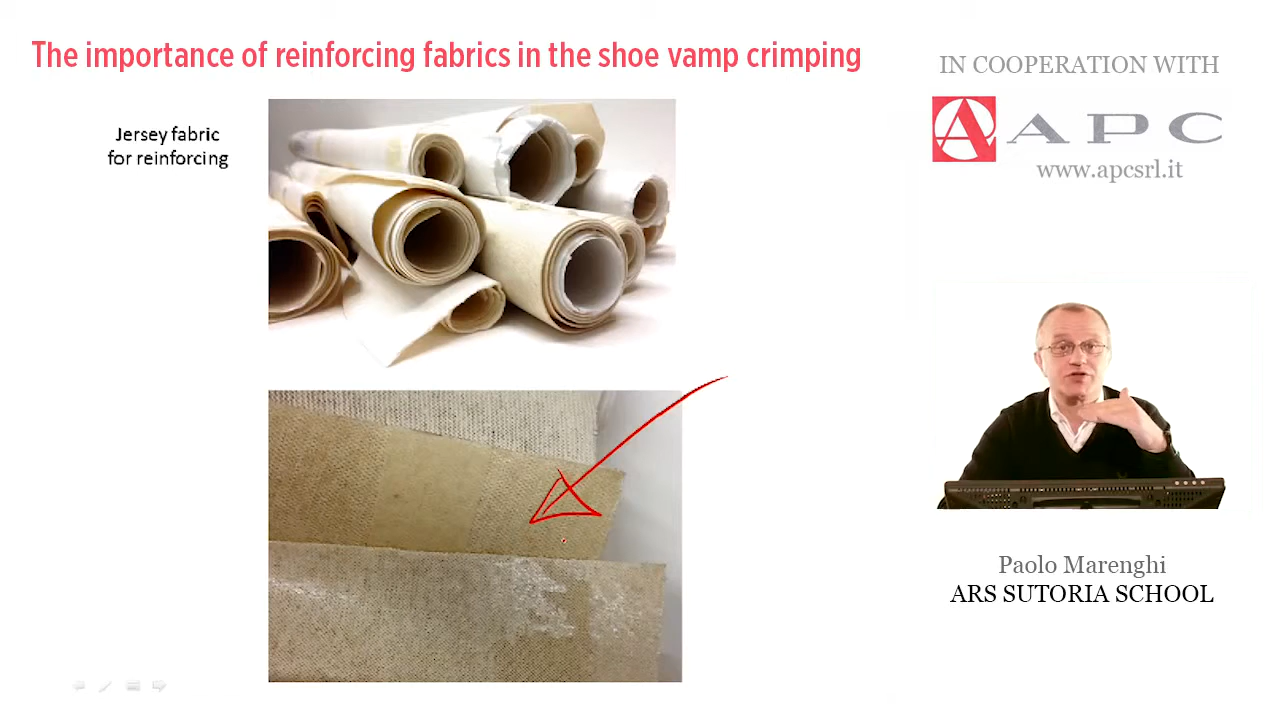 The importance of reinforcing fabrics in the shoe vamp crimping
Jersey fabric
for reinforcing
IN COOPERATION WITH
A APC
www.apcsrl.it
Paolo Marenghi
ARS SUTORIA SCHOOL